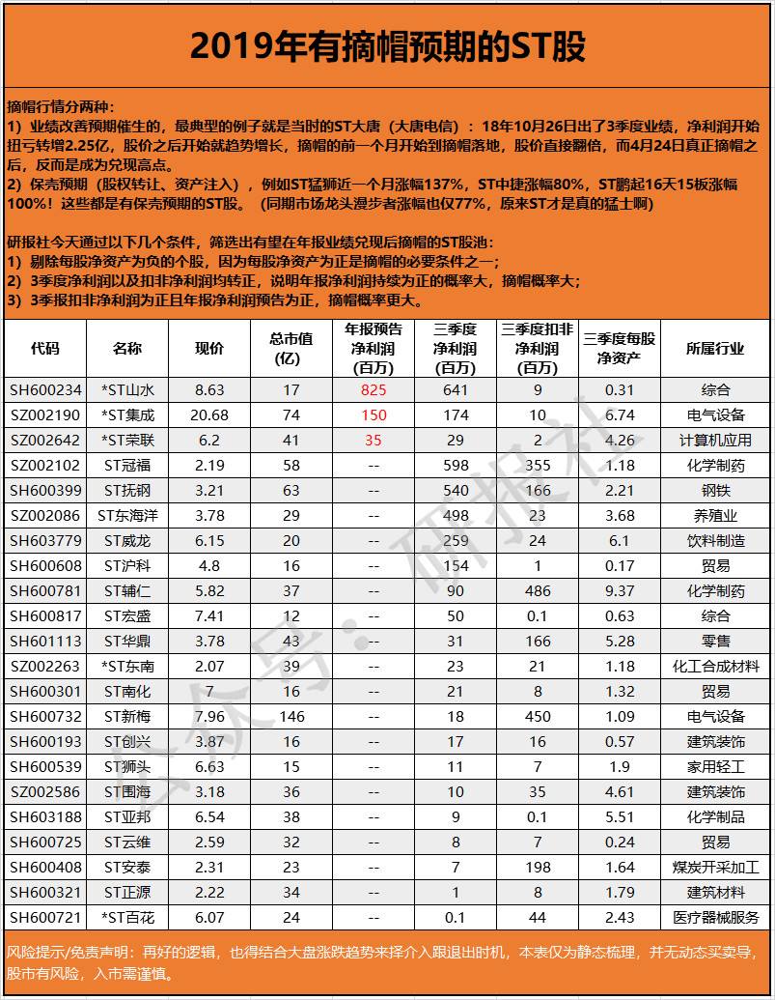 2019年有摘帽预期的ST股
摘帽行情分两种：
1）业绩改善预期催生的，最典型的例子就是当时的ST大唐（大唐电信）：18年10月26日出了3季度业绩，净利润开始
扭亏转增2.25亿，股价之后开始就趋势增长，摘帽的前一个月开始到摘帽落地，股价直接翻倍，而4月24日真正摘帽之
后，反而是成为兑现高点。
2）保壳预期（股权转让、资产注入），例如ST猛狮近一个月涨幅137%，ST中捷涨幅80%，ST鹏起16天15板涨幅
100%！这些都是有保壳预期的ST股。（同期市场龙头漫步者涨幅也仅77%，原来ST才是真的猛士啊）
研报社今天通过以下几个条件，筛选出有望在年报业绩兑现后摘帽的ST股池：
1）剔除每股净资产为负的个股，因为每股净资产为正是摘帽的必要条件之一；
2）3季度净利润以及扣非净利润均转正，说明年报净利润持续为正的概率大，摘帽概率大；
3）3季报扣非净利润为正且年报净利润预告为正，摘帽概率更大。
代码 名称 现价 总市值(亿) 年报预告净利润(百万) 三季度净利润(百万) 三季度扣非净利润(百万) 三季度每股净资产 所属行业
SH600234 *ST山水 8.63 17 825 641 9 0.31 综合
SZ002190 *ST集成 20.68 74 150 174 10 6.74 电气设备
SZ002642 *ST荣联 6.2 41 35 29 2 4.26 计算机应用
SZ002102 ST冠福 2.19 58 -- 598 355 1.18 化学制药
SH600399 ST抚钢 3.21 63 -- 540 166 2.21 钢铁
SZ002086 ST东海洋 3.78 29 -- 498 23 3.68 养殖业
SH603779 ST威龙 6.15 20 -- 259 24 6.1 饮料制造
SH600608 ST沪科 4.8 16 -- 154 1 0.17 贸易
SH600781 ST辅仁 5.82 37 -- 90 486 9.37 化学制药
SH600817 ST宏盛 7.41 12 -- 50 0.1 0.63 综合
SH601113 ST华鼎 3.78 43 -- 31 166 5.28 零售
SZ002263 *ST东南 2.07 39 -- 23 21 1.18 化工合成材料
SH600301 ST南化 7 16 -- 21 8 1.32 贸易
SH600732 ST新梅 7.96 146 -- 18 450 1.09 电气设备
SH600193 ST创兴 3.87 16 -- 17 16 0.57 建筑装饰
SH600539 ST狮头 6.63 15 -- 11 7 1.9 家用轻工
SZ002586 ST围海 3.18 36 -- 10 35 4.61 建筑装饰
SH603188 ST亚邦 6.54 38 -- 9 0.1 5.51 化学制品
SH600725 ST云维 2.59 32 -- 8 7 0.24 贸易
SH600408 ST安泰 2.31 23 -- 7 198 1.64 煤炭开采加工
SH600321 ST正源 2.22 34 -- 1 8 1.79 建筑材料
SH600721 *ST百花 6.07 24 -- 0.1 44 2.43 医疗器械服务
公众号：研报社
风险提示/免责声明：再好的逻辑，也得结合大盘涨跌趋势来择介入跟退出时机，本表仅为静态梳理，并无动态买卖导，
股市有风险，入市需谨慎。